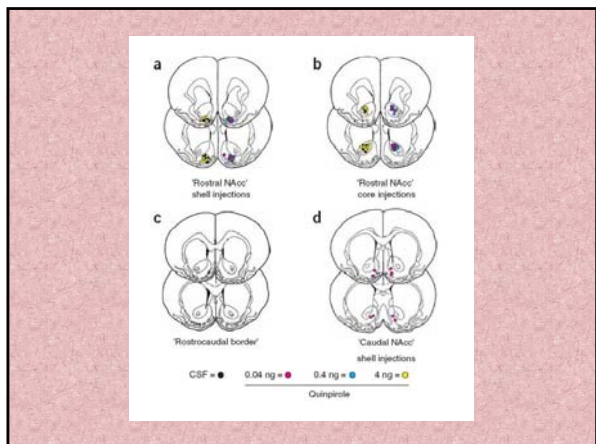 a
b
'Rostral NAcc'
shell injections
'Rostral NAcc'
core injections
c
d
'Rostrocaudal border'
'Caudal NAcc'
shell injections
CSF =
0.04 ng =
0.4 ng =
4 ng =
Quinpirole